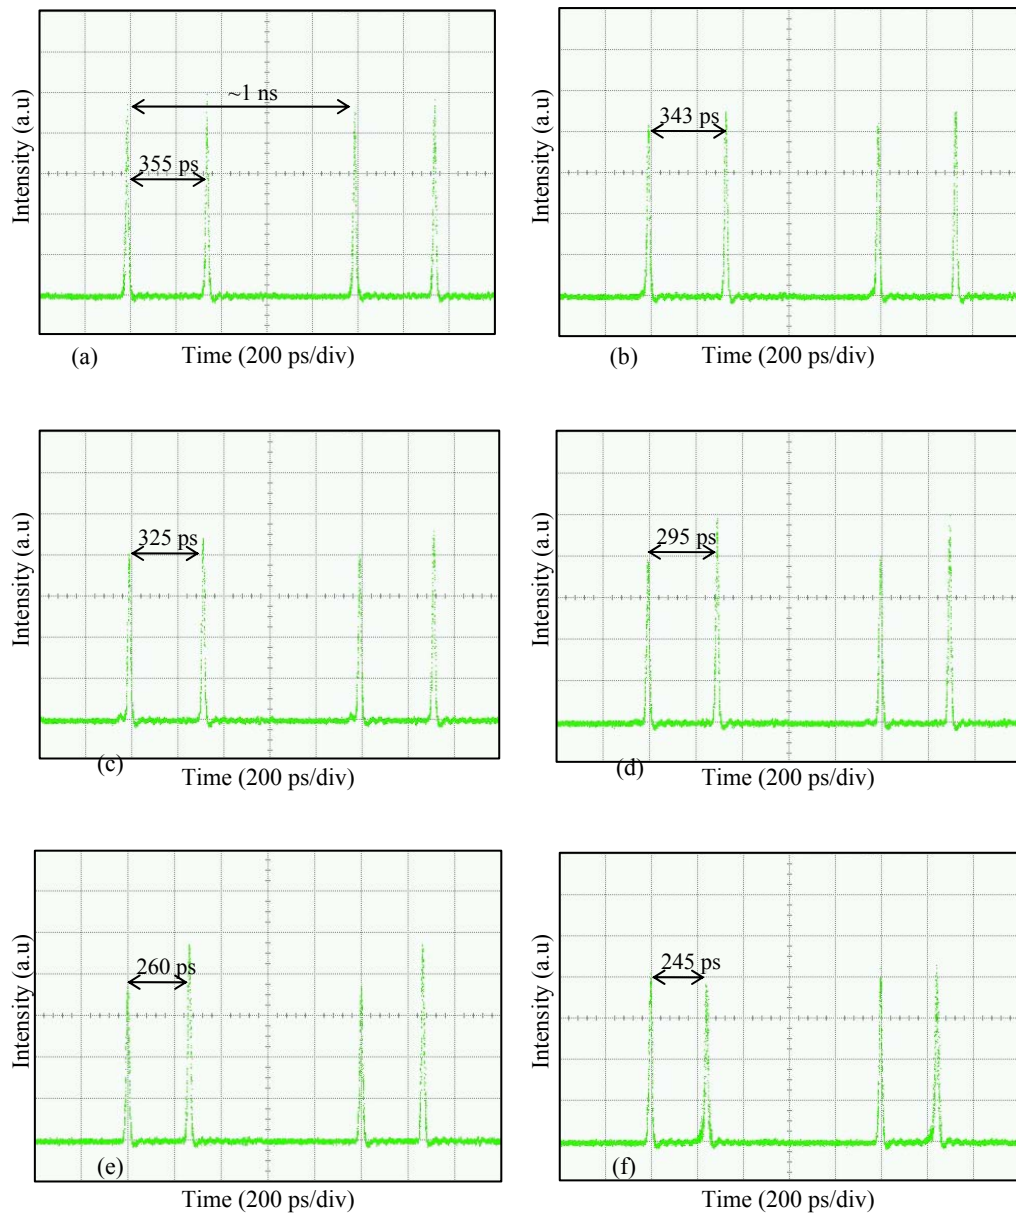 Intensity (a.u)
~1 ns
355 ps
(a)
Time (200 ps/div)
Intensity (a.u)
343 ps
(b)
Time (200 ps/div)
Intensity (a.u)
325 ps
(c)
Time (200 ps/div)
Intensity (a.u)
295 ps
(d)
Time (200 ps/div)
Intensity (a.u)
260 ps
(e)
Time (200 ps/div)
Intensity (a.u)
245 ps
(f)
Time (200 ps/div)